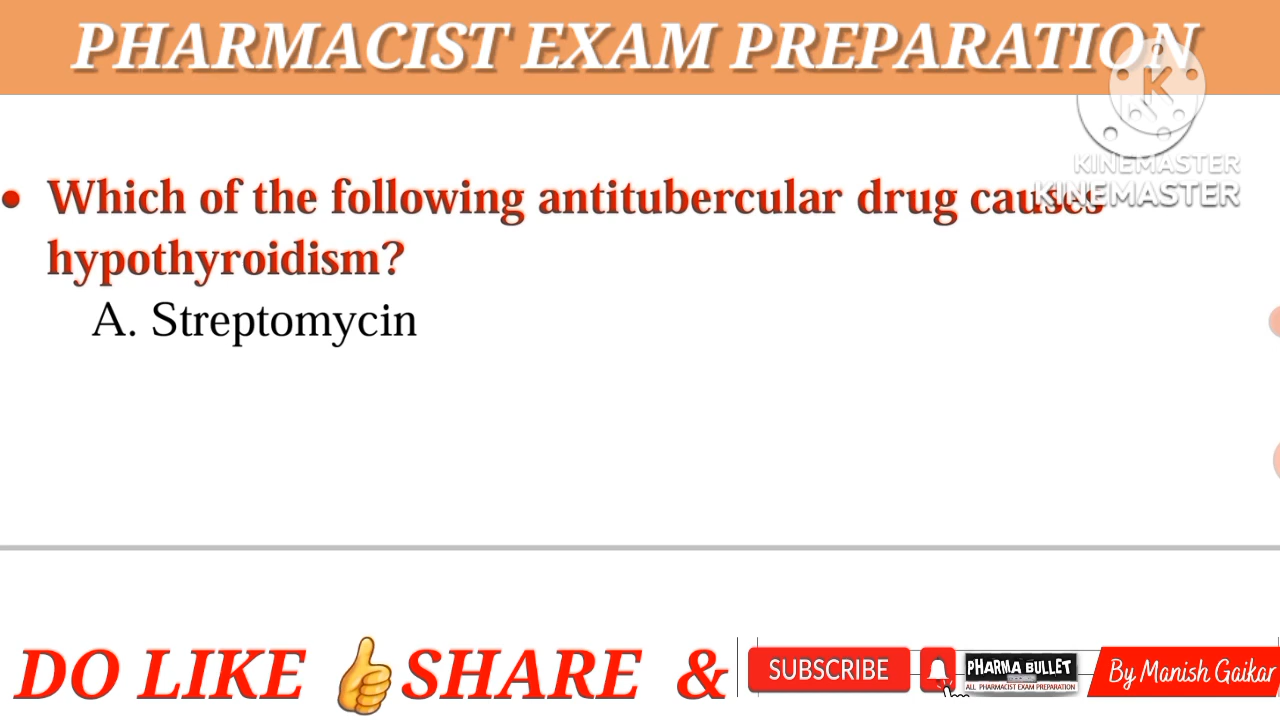 PHARMACIST EXAM PREPARATION
KINEMASTER
KINEMASTER
• Which of the following antitubercular drug causes
hypothyroidism?
A. Streptomycin
DO LIKE 👍 SHARE &
SUBSCRIBE
PHARMA BULLET
ALL PHARMACIST EXAM PREPARATION
By Manish Gaikar